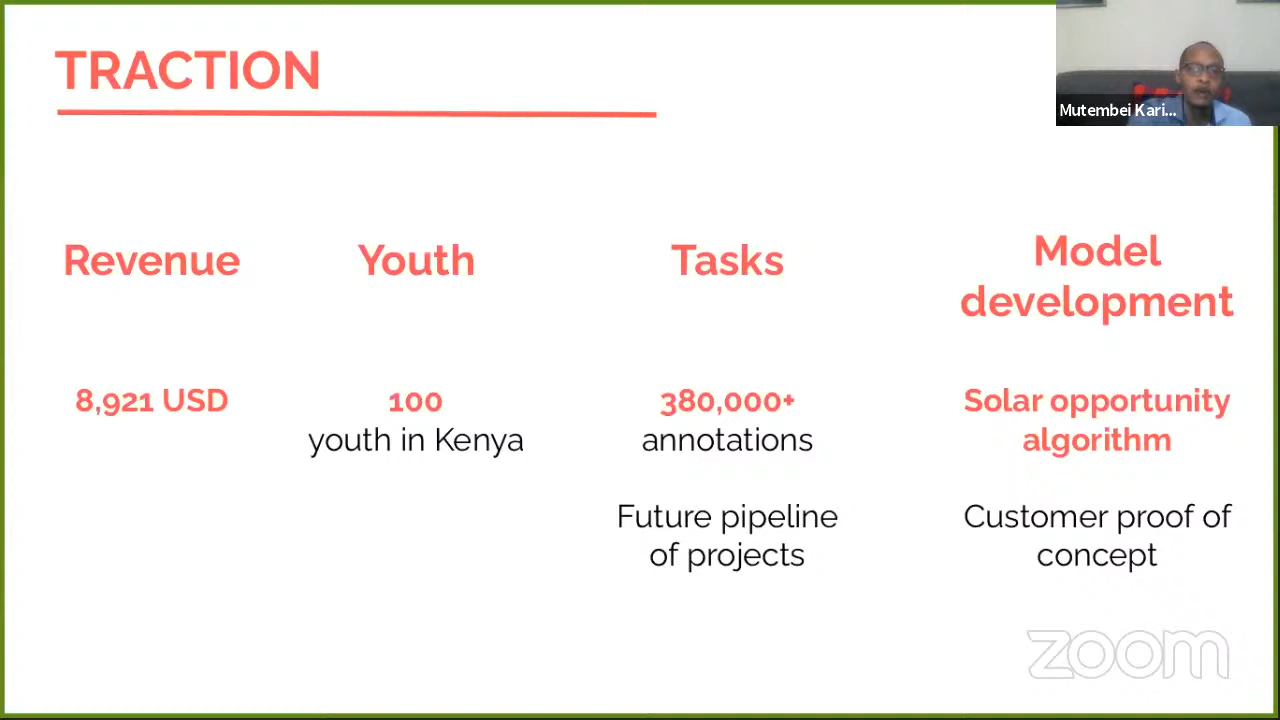 TRACTION
Mutembei Kari...
Revenue
Youth
Tasks
Model
development
8,921 USD
100
youth in Kenya
380,000+
annotations
Future pipeline
of projects
Solar opportunity
algorithm
Customer proof of
concept
zoom